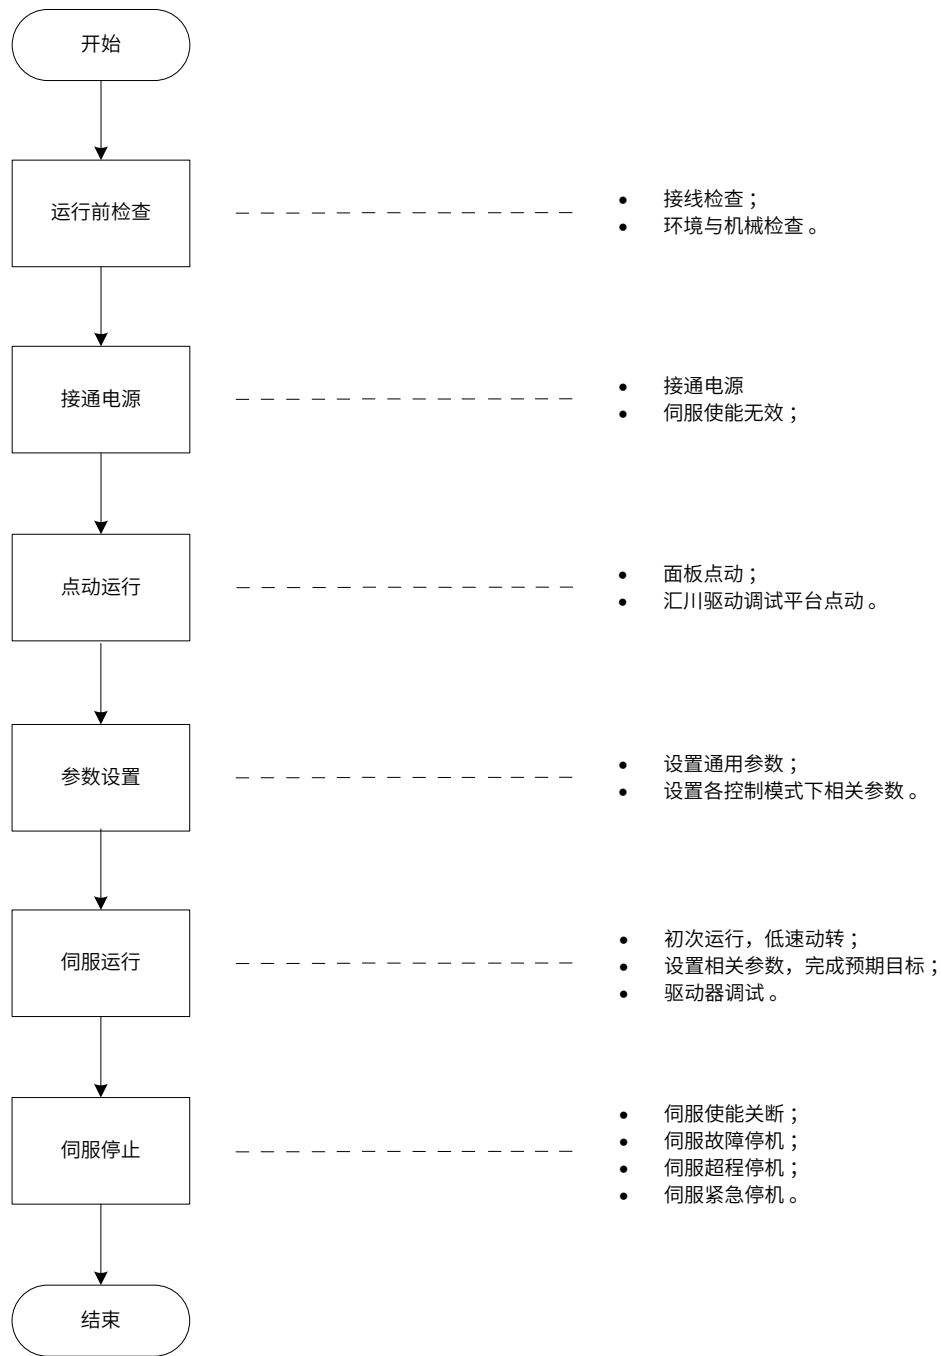 开始
运行前检查
• 接线检查；
• 环境与机械检查。
接通电源
• 接通电源
• 伺服使能无效；
点动运行
• 面板点动；
• 汇川驱动调试平台点动。
参数设置
• 设置通用参数；
• 设置各控制模式下相关参数。
伺服运行
• 初次运行，低速动转；
• 设置相关参数，完成预期目标；
• 驱动器调试。
伺服停止
• 伺服使能关断；
• 伺服故障停机；
• 伺服超程停机；
• 伺服紧急停机。
结束